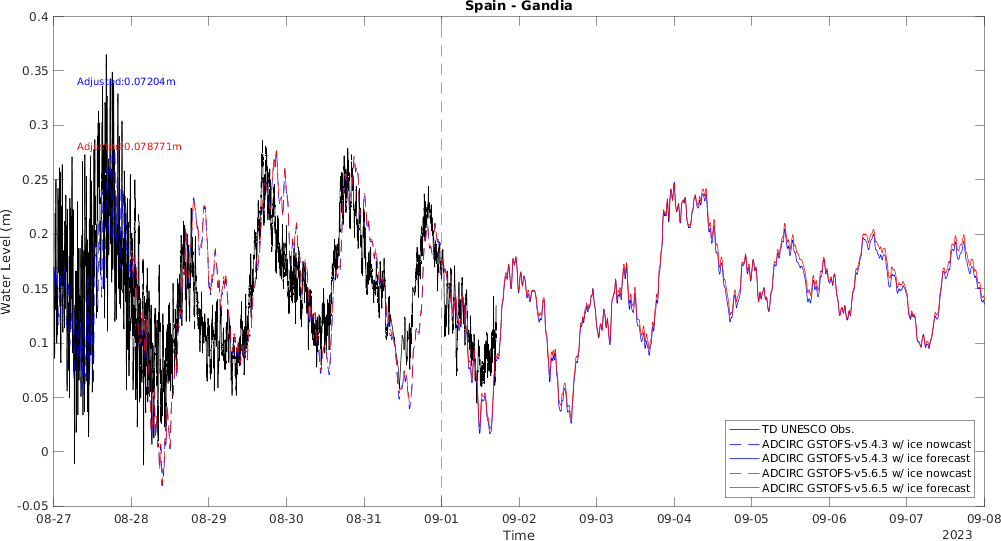 Spain - Gandia
Water Level (m)
0.4
0.35
0.3
0.25
0.2
0.15
0.1
0.05
0
-0.05
Adjusted:0.07204m
Adjusted:0.078771m
TD UNESCO Obs.
ADCIRC GSTOFS-v5.4.3 w/ ice nowcast
ADCIRC GSTOFS-v5.4.3 w/ ice forecast
ADCIRC GSTOFS-v5.6.5 w/ ice nowcast
ADCIRC GSTOFS-v5.6.5 w/ ice forecast
08-27 08-28 08-29 08-30 08-31 09-01 09-02 09-03 09-04 09-05 09-06 09-07 09-08
Time
2023